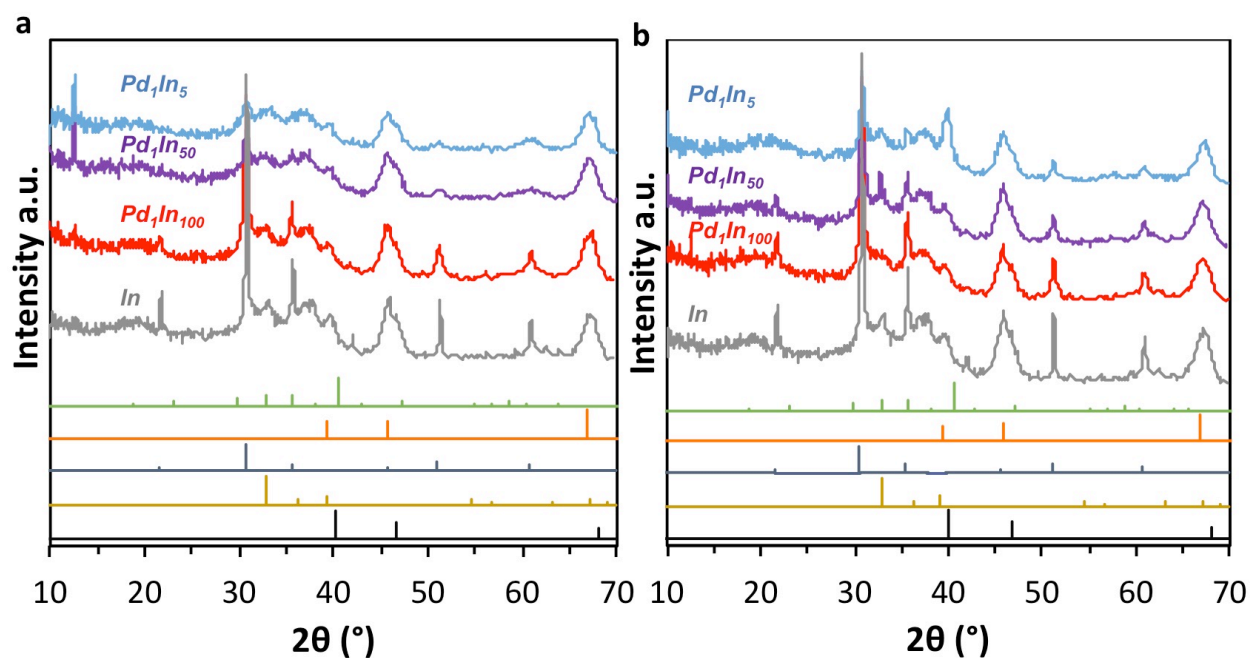 a
Pd1In5
Pd1In50
Pd1In100
In
Intensity a.u.
10 20 30 40 50 60 70
2θ (°)
b
Pd1In5
Pd1In50
Pd1In100
In
Intensity a.u.
10 20 30 40 50 60 70
2θ (°)